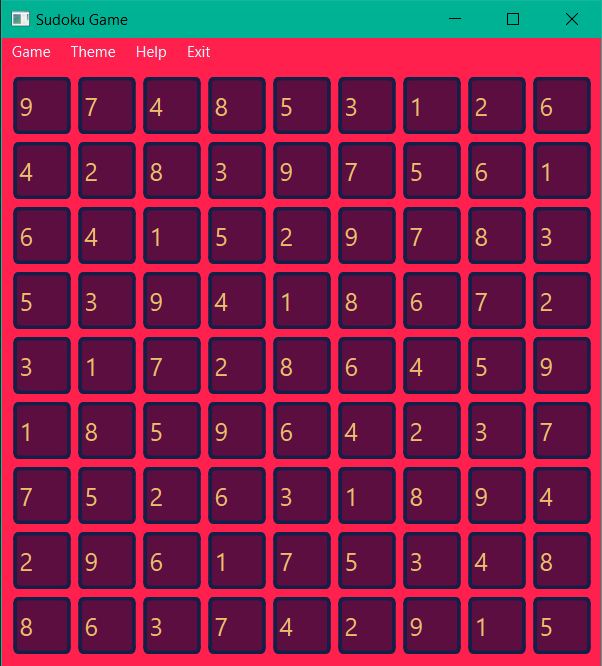 Sudoku Game
Game Theme Help Exit
9 7 4 8 5 3 1 2 6
4 2 8 3 9 7 5 6 1
6 4 1 5 2 9 7 8 3
5 3 9 4 1 8 6 7 2
3 1 7 2 8 6 4 5 9
1 8 5 9 6 4 2 3 7
7 5 2 6 3 1 8 9 4
2 9 6 1 7 5 3 4 8
8 6 3 7 4 2 9 1 5